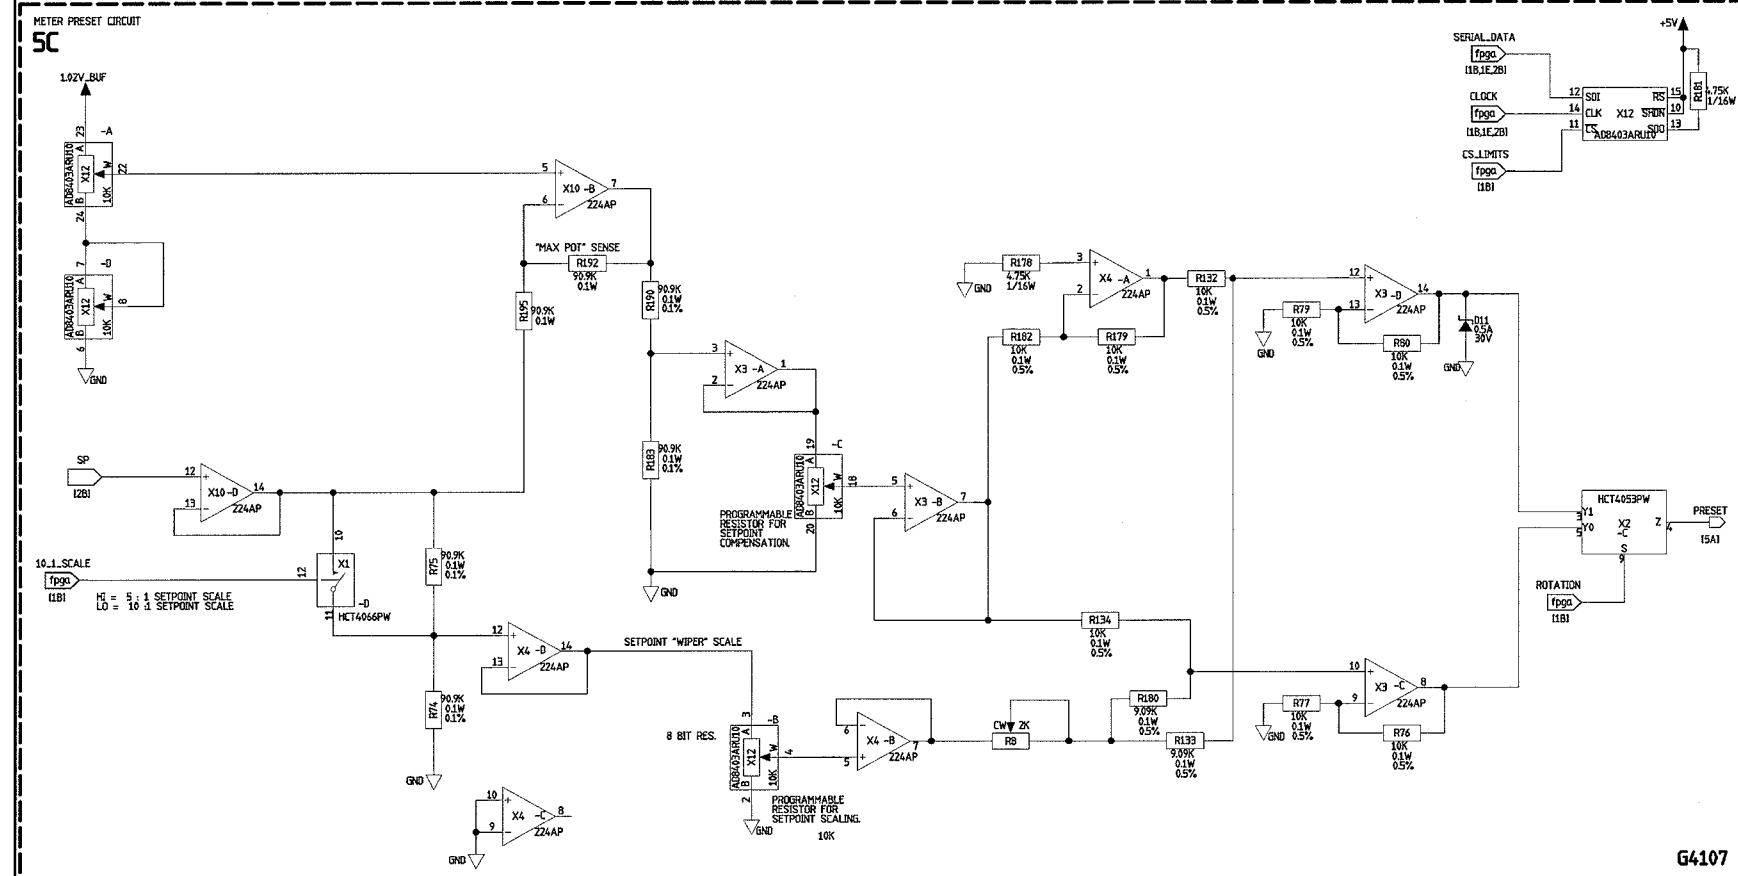 METER PRESET CIRCUIT
5C
1.02V_BUF
23
-A
AD8403ARU10
X12
A
W
B
10K
22
24
7
-D
AD8403ARU10
X12
A
W
B
10K
8
6
GND
5
6
7
X10 -B
224AP
"MAX POT" SENSE
R192
90.9K
0.1W
R195
90.9K
0.1W
R190
90.9K
0.1W
0.1%
3
2
1
X3 -A
224AP
R183
90.9K
0.1W
0.1%
SP
[2B]
12
13
14
X10-D
224AP
10_1_SCALE
fpga
[1B]
HI = 5 : 1 SETPOINT SCALE
LO = 10 :1 SETPOINT SCALE
10
12
X1
11
-D
HCT4066PW
R75
90.9K
0.1W
0.1%
R74
90.9K
0.1W
0.1%
GND
12
13
14
X4 -D
224AP
SETPOINT "WIPER" SCALE
10
9
8
X4 -C
224AP
GND
19
-C
AD8403ARU10
X12
A
W
B
10K
18
20
PROGRAMMABLE
RESISTOR FOR
SETPOINT
COMPENSATION.
GND
8 BIT RES.
3
-B
AD8403ARU10
X12
A
W
B
10K
4
2
GND
PROGRAMMABLE
RESISTOR FOR
SETPOINT SCALING.
10K
5
6
7
X3 -B
224AP
6
5
7
X4 -B
224AP
CW
2K
R8
R180
9.09K
0.1W
0.5%
R133
9.09K
0.1W
0.5%
R134
10K
0.1W
0.5%
GND
R178
4.75K
1/16W
3
2
1
X4 -A
224AP
R182
10K
0.1W
0.5%
R179
10K
0.1W
0.5%
R132
10K
0.1W
0.5%
12
13
14
X3 -D
224AP
R79
10K
0.1W
0.5%
GND
R80
10K
0.1W
0.5%
D11
0.5A
30V
GND
10
9
8
X3 -C
224AP
R77
10K
0.1W
0.5%
GND
R76
10K
0.1W
0.5%
HCT4053PW
Y1
3
Y0
5
X2
-C
S
9
Z
4
PRESET
[5A]
ROTATION
fpga
[1B]
+5V
SERIAL_DATA
fpga
[1B,1E,2B]
CLOCK
fpga
[1B,1E,2B]
CS_LIMITS
fpga
[1B]
12
SDI
RS
15
14
CLK
X12
SHDN
10
11
CS
SDO
13
AD8403ARU10
R181
4.75K
1/16W
G4107